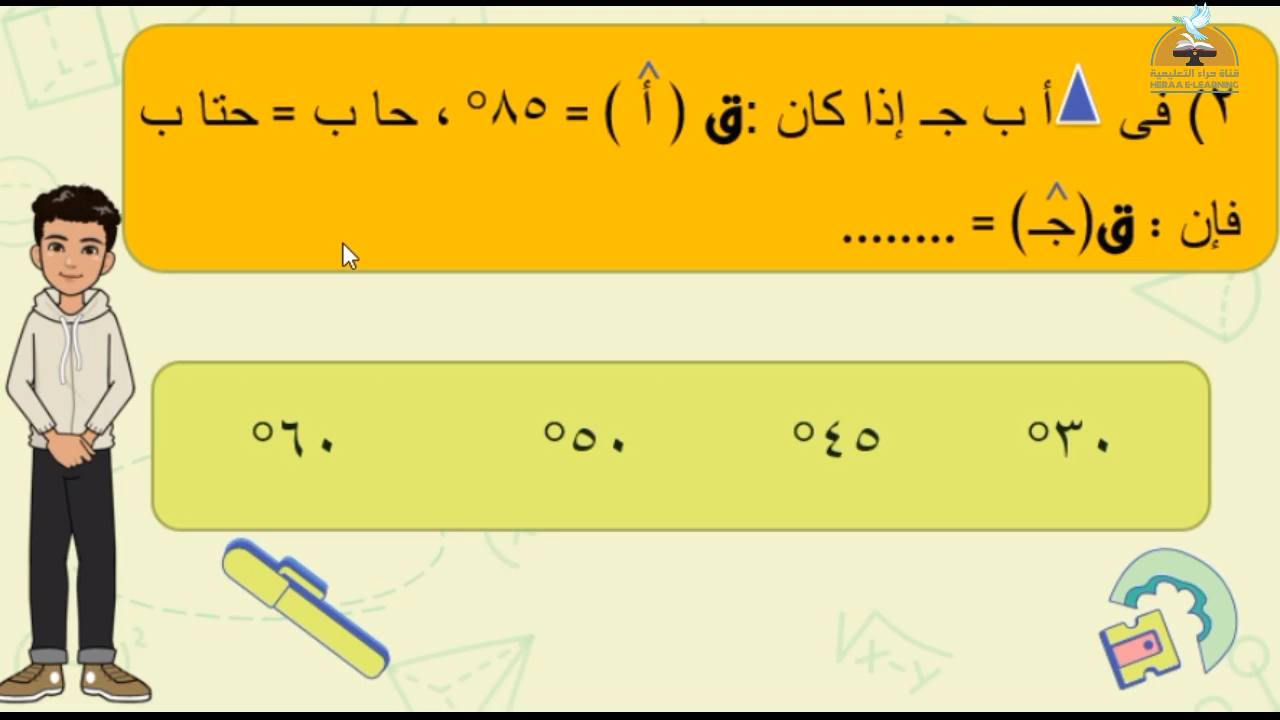 قناة حراء التعليمية
HERAA E-LEARNING
٢) فى أ ب جـ إذا كان :ق ( أ ) = ٨٥° ، حا ب = حتا ب
فإن : ق(جـ) = ........
٣٠° ٤٥° ٥٠° ٦٠°
x-y
2